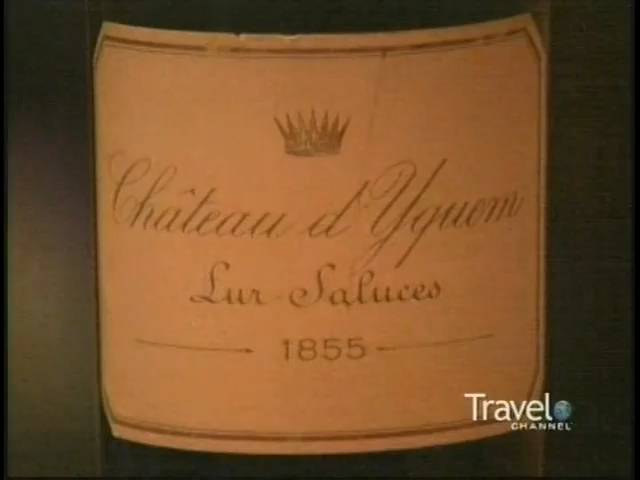 Château d'Yquem
Lur-Saluces
1855
Travel
CHANNEL